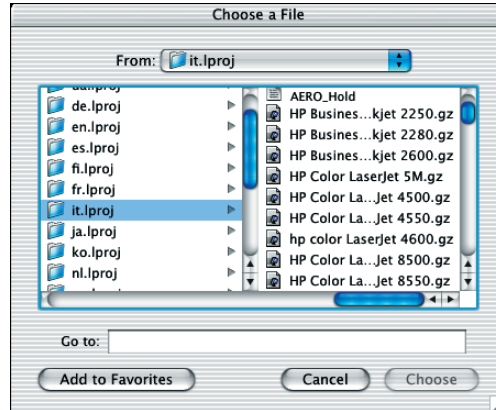 Choose a File
From: it.lproj
da.lproj
de.lproj
en.lproj
es.lproj
fi.lproj
fr.lproj
it.lproj
ja.lproj
ko.lproj
nl.lproj
AERO_Hold
HP Busines...kjet 2250.gz
HP Busines...kjet 2280.gz
HP Busines...kjet 2600.gz
HP Color LaserJet 5M.gz
HP Color La...Jet 4500.gz
HP Color La...Jet 4550.gz
hp color LaserJet 4600.gz
HP Color La...Jet 8500.gz
HP Color La...Jet 8550.gz
Go to:
Add to Favorites
Cancel
Choose